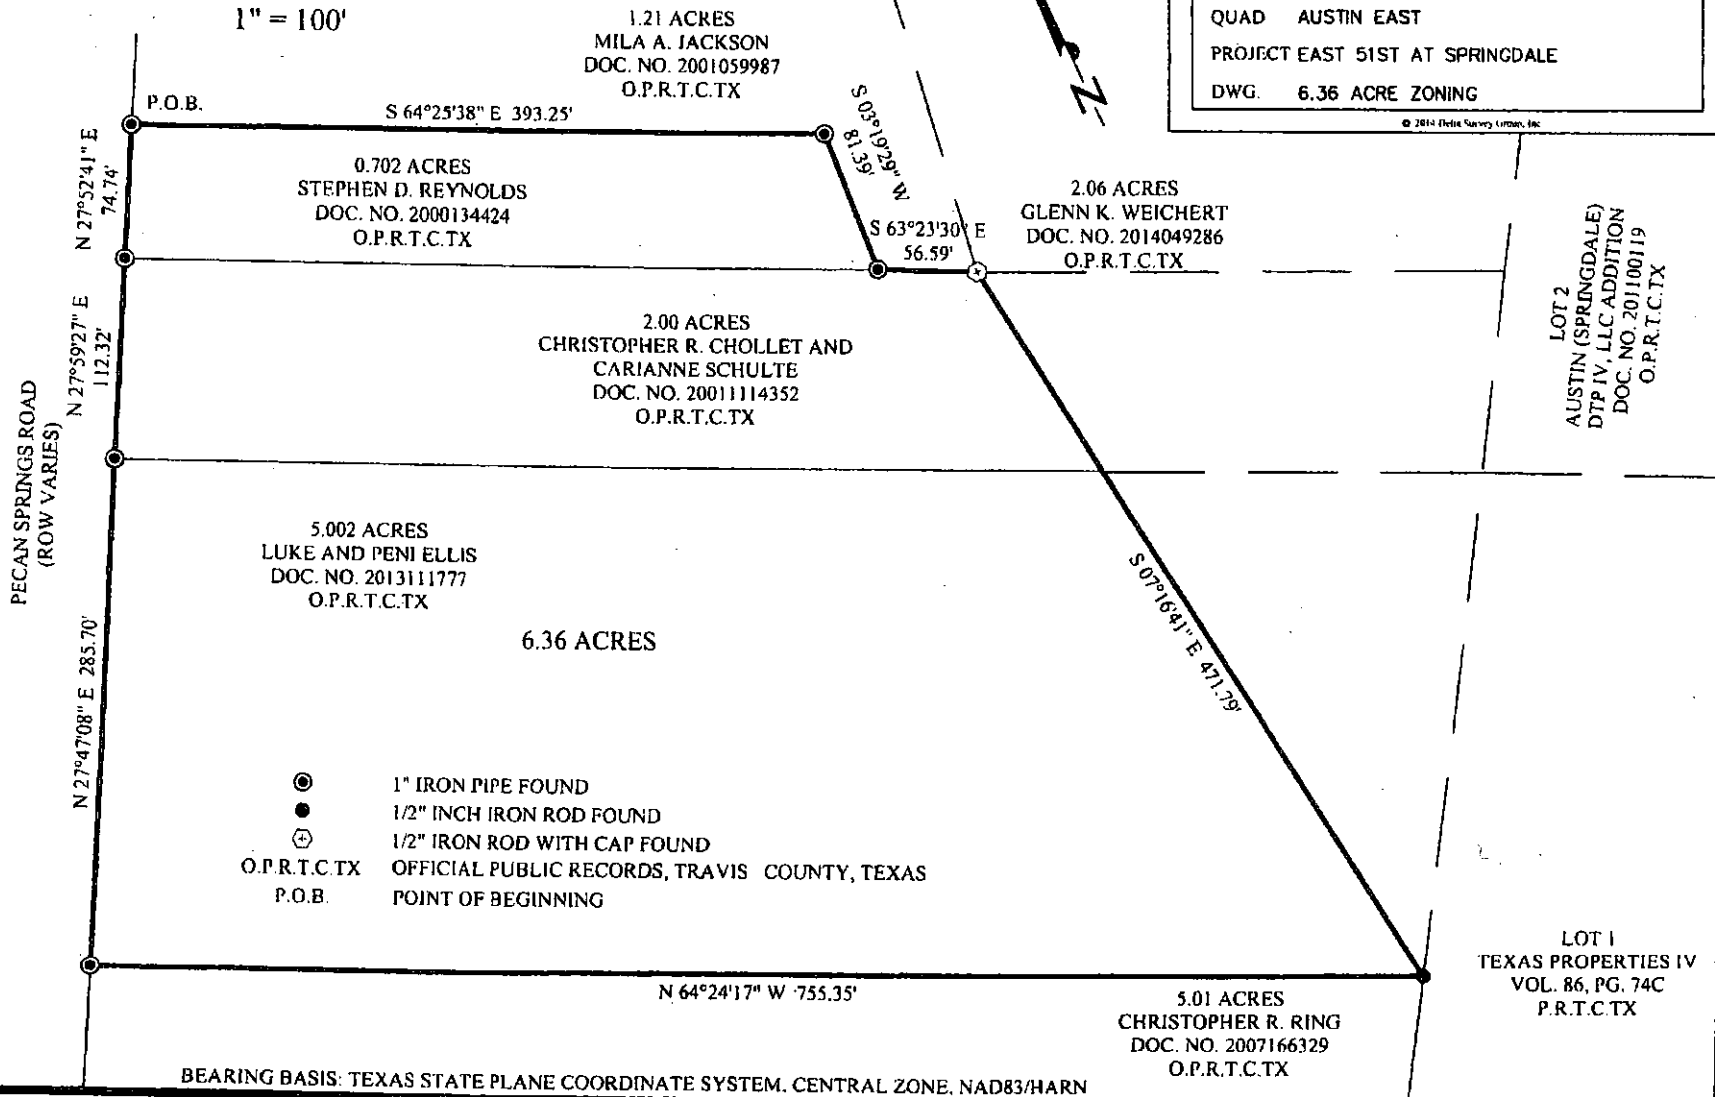 1" = 100'
1.21 ACRES
MILA A. JACKSON
DOC. NO. 2001059987
O.P.R.T.C.TX
N
QUAD AUSTIN EAST
PROJECT EAST 51ST AT SPRINGDALE
DWG. 6.36 ACRE ZONING
© 2014 Delta Survey Group, Inc
P.O.B.
S 64°25'38" E 393.25'
S 03°19'29" W
81.39'
N 27°52'41" E
74.74'
0.702 ACRES
STEPHEN D. REYNOLDS
DOC. NO. 2000134424
O.P.R.T.C.TX
S 63°23'30" E
56.59'
2.06 ACRES
GLENN K. WEICHERT
DOC. NO. 2014049286
O.P.R.T.C.TX
LOT 2
AUSTIN (SPRINGDALE)
DTP IV, LLC ADDITION
DOC. NO. 201100119
O.P.R.T.C.TX
N 27°59'27" E
112.32'
2.00 ACRES
CHRISTOPHER R. CHOLLET AND
CARIANNE SCHULTE
DOC. NO. 20011114352
O.P.R.T.C.TX
PECAN SPRINGS ROAD
(ROW VARIES)
5.002 ACRES
LUKE AND PENI ELLIS
DOC. NO. 2013111777
O.P.R.T.C.TX
6.36 ACRES
S 07°16'41" E 471.79'
N 27°47'08" E 285.70'
1" IRON PIPE FOUND
1/2" INCH IRON ROD FOUND
1/2" IRON ROD WITH CAP FOUND
O.P.R.T.C.TX OFFICIAL PUBLIC RECORDS, TRAVIS COUNTY, TEXAS
P.O.B. POINT OF BEGINNING
N 64°24'17" W 755.35'
5.01 ACRES
CHRISTOPHER R. RING
DOC. NO. 2007166329
O.P.R.T.C.TX
LOT 1
TEXAS PROPERTIES IV
VOL. 86, PG. 74C
P.R.T.C.TX
BEARING BASIS: TEXAS STATE PLANE COORDINATE SYSTEM, CENTRAL ZONE, NAD83/HARN